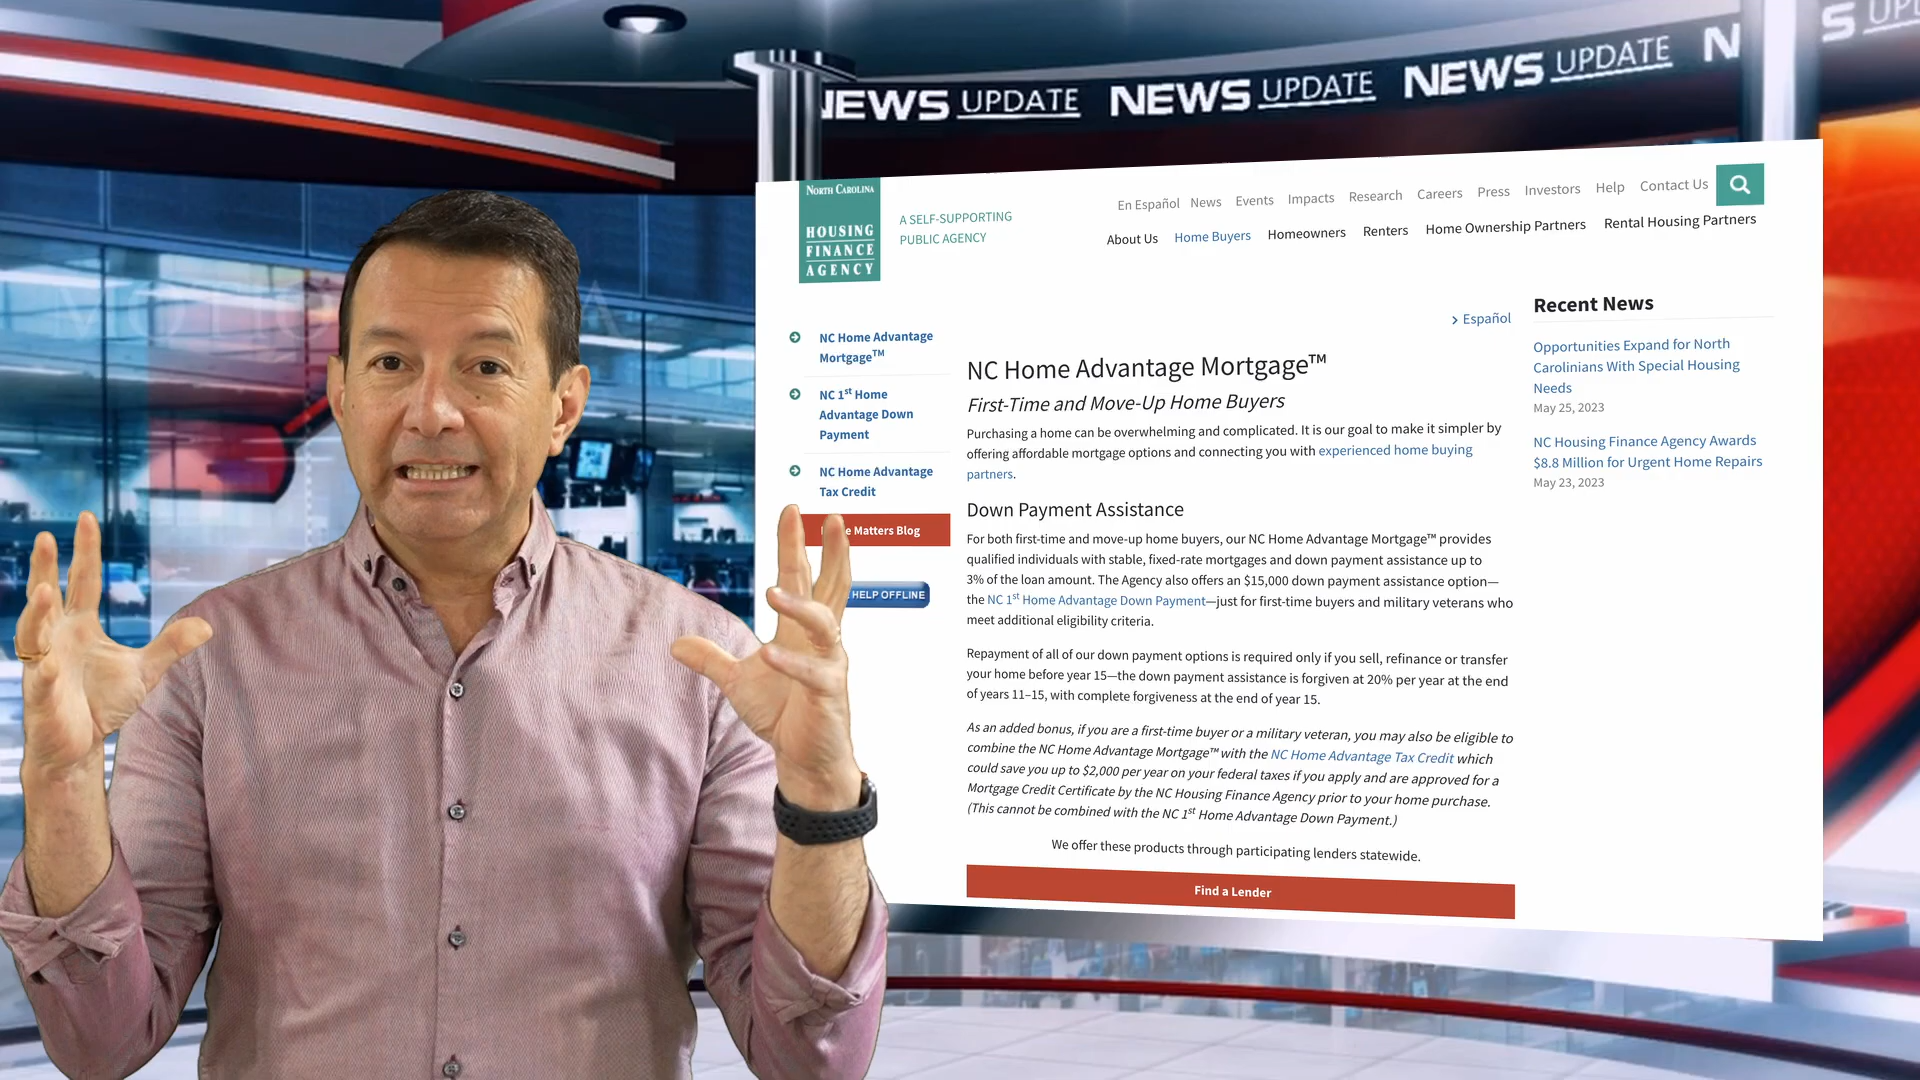 NEWS UPDATE NEWS UPDATE NEWS UPDATE N
S UPD
NORTH CAROLINA
HOUSING
FINANCE
AGENCY
A SELF-SUPPORTING
PUBLIC AGENCY
En Español News Events Impacts Research Careers Press Investors Help Contact Us
About Us Home Buyers Homeowners Renters Home Ownership Partners Rental Housing Partners
NC Home Advantage
Mortgage™
NC 1st Home
Advantage Down
Payment
NC Home Advantage
Tax Credit
Matters Blog
HELP OFFLINE
> Español
NC Home Advantage Mortgage™
First-Time and Move-Up Home Buyers
Purchasing a home can be overwhelming and complicated. It is our goal to make it simpler by
offering affordable mortgage options and connecting you with experienced home buying
partners.
Down Payment Assistance
For both first-time and move-up home buyers, our NC Home Advantage Mortgage™ provides
qualified individuals with stable, fixed-rate mortgages and down payment assistance up to
3% of the loan amount. The Agency also offers an $15,000 down payment assistance option—
the NC 1st Home Advantage Down Payment—just for first-time buyers and military veterans who
meet additional eligibility criteria.
Repayment of all of our down payment options is required only if you sell, refinance or transfer
your home before year 15—the down payment assistance is forgiven at 20% per year at the end
of years 11–15, with complete forgiveness at the end of year 15.
As an added bonus, if you are a first-time buyer or a military veteran, you may also be eligible to
combine the NC Home Advantage Mortgage™ with the NC Home Advantage Tax Credit which
could save you up to $2,000 per year on your federal taxes if you apply and are approved for a
Mortgage Credit Certificate by the NC Housing Finance Agency prior to your home purchase.
(This cannot be combined with the NC 1st Home Advantage Down Payment.)
We offer these products through participating lenders statewide.
Find a Lender
Recent News
Opportunities Expand for North
Carolinians With Special Housing
Needs
May 25, 2023
NC Housing Finance Agency Awards
$8.8 Million for Urgent Home Repairs
May 23, 2023